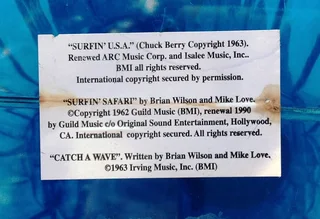 "SURFIN' U.S.A." (Chuck Berry Copyright 1963).
Renewed ARC Music Corp. and Isalee Music, Inc..
BMI all rights reserved.
International copyright secured by permission.
"SURFIN' SAFARI" by Brian Wilson and Mike Love.
©Copyright 1962 Guild Music (BMI), renewal 1990
by Guild Music c/o Original Sound Entertainment, Hollywood,
CA. International copyright secured. All rights reserved.
"CATCH A WAVE". Written by Brian Wilson and Mike Love.
©1963 Irving Music, Inc. (BMI)